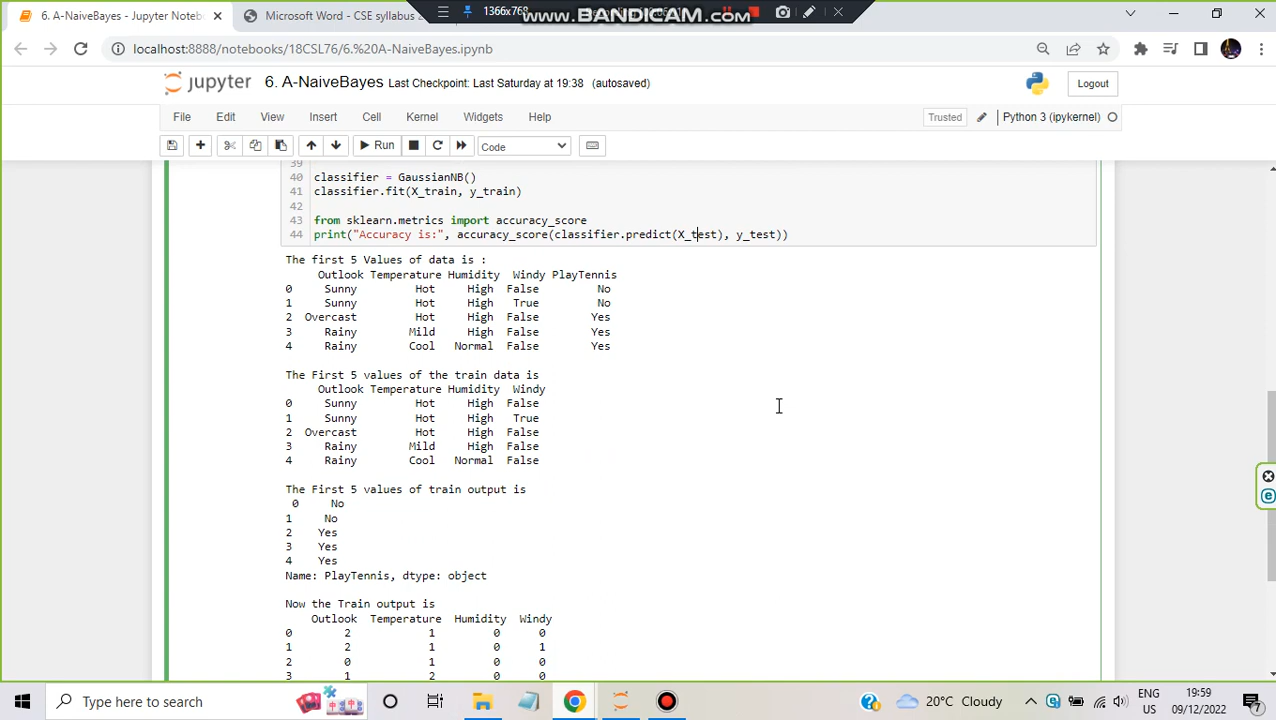 6. A-NaiveBayes - Jupyter Noteb
Microsoft Word - CSE syllabus 2
1366x768
www.BANDICAM.com
localhost:8888/notebooks/18CSL76/6.%20A-NaiveBayes.ipynb
jupyter 6. A-NaiveBayes Last Checkpoint: Last Saturday at 19:38 (autosaved)
Logout
File Edit View Insert Cell Kernel Widgets Help
Trusted Python 3 (ipykernel)
Run Code
39
40 classifier = GaussianNB()
41 classifier.fit(X_train, y_train)
42
43 from sklearn.metrics import accuracy_score
44 print("Accuracy is:", accuracy_score(classifier.predict(X_test), y_test))
The first 5 Values of data is :
Outlook Temperature Humidity Windy PlayTennis
0 Sunny Hot High False No
1 Sunny Hot High True No
2 Overcast Hot High False Yes
3 Rainy Mild High False Yes
4 Rainy Cool Normal False Yes
The First 5 values of the train data is
Outlook Temperature Humidity Windy
0 Sunny Hot High False
1 Sunny Hot High True
2 Overcast Hot High False
3 Rainy Mild High False
4 Rainy Cool Normal False
The First 5 values of train output is
0 No
1 No
2 Yes
3 Yes
4 Yes
Name: PlayTennis, dtype: object
Now the Train output is
Outlook Temperature Humidity Windy
0 2 1 0 0
1 2 1 0 1
2 0 1 0 0
3 1 2 0 0
Type here to search
20°C Cloudy
ENG
US
19:59
09/12/2022
7